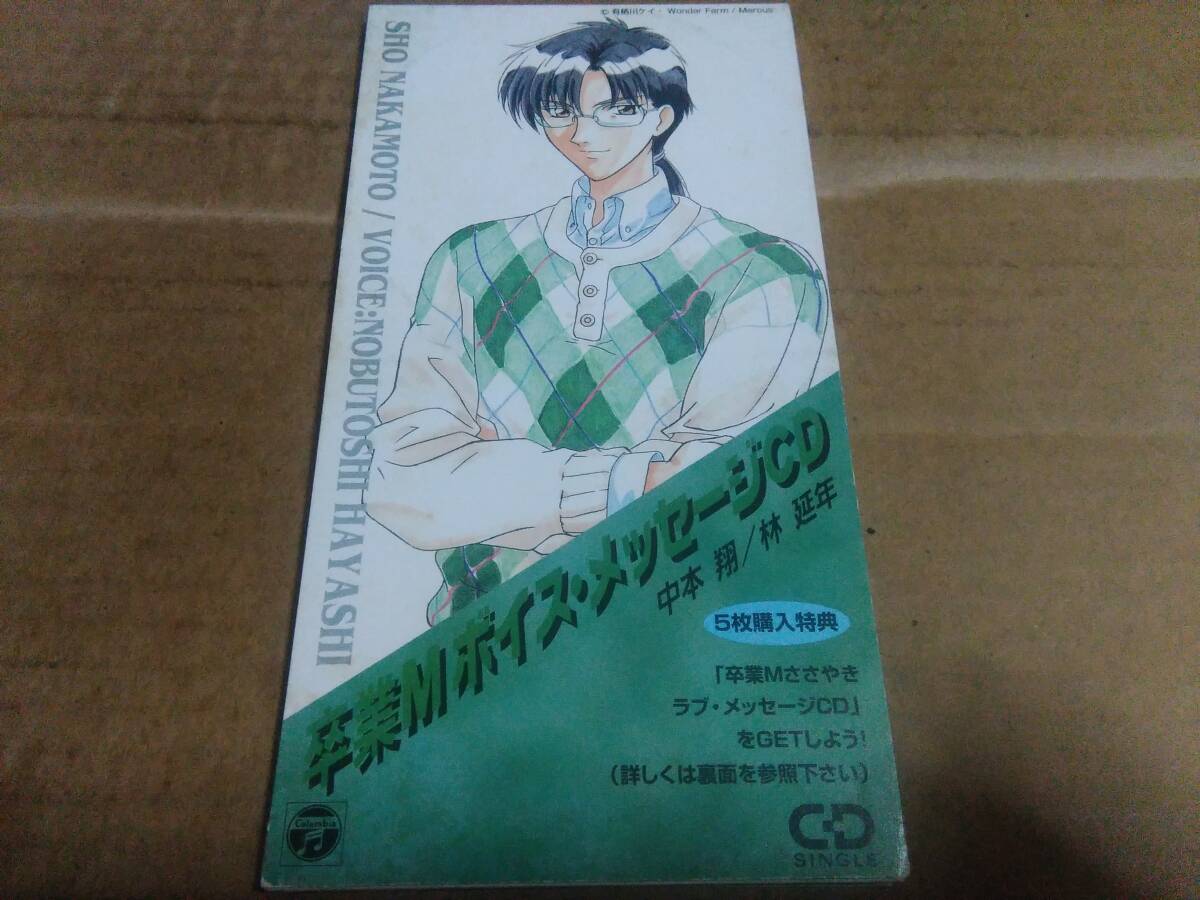 © 有栖川ケイ・ Wonder Farm / Marcus
SHO NAKAMOTO / VOICE:NOBUTOSHI HAYASHI
卒業M ボイス・メッセージCD
中本 翔／林 延年
5枚購入特典
「卒業Mささやき
ラブ・メッセージCD」
をGETしよう!
(詳しくは裏面を参照下さい)
Columbia
CD
SINGLE